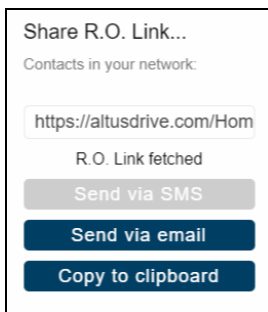 Share R.O. Link...
Contacts in your network:
https://altusdrive.com/Hom
R.O. Link fetched
Send via SMS
Send via email
Copy to clipboard